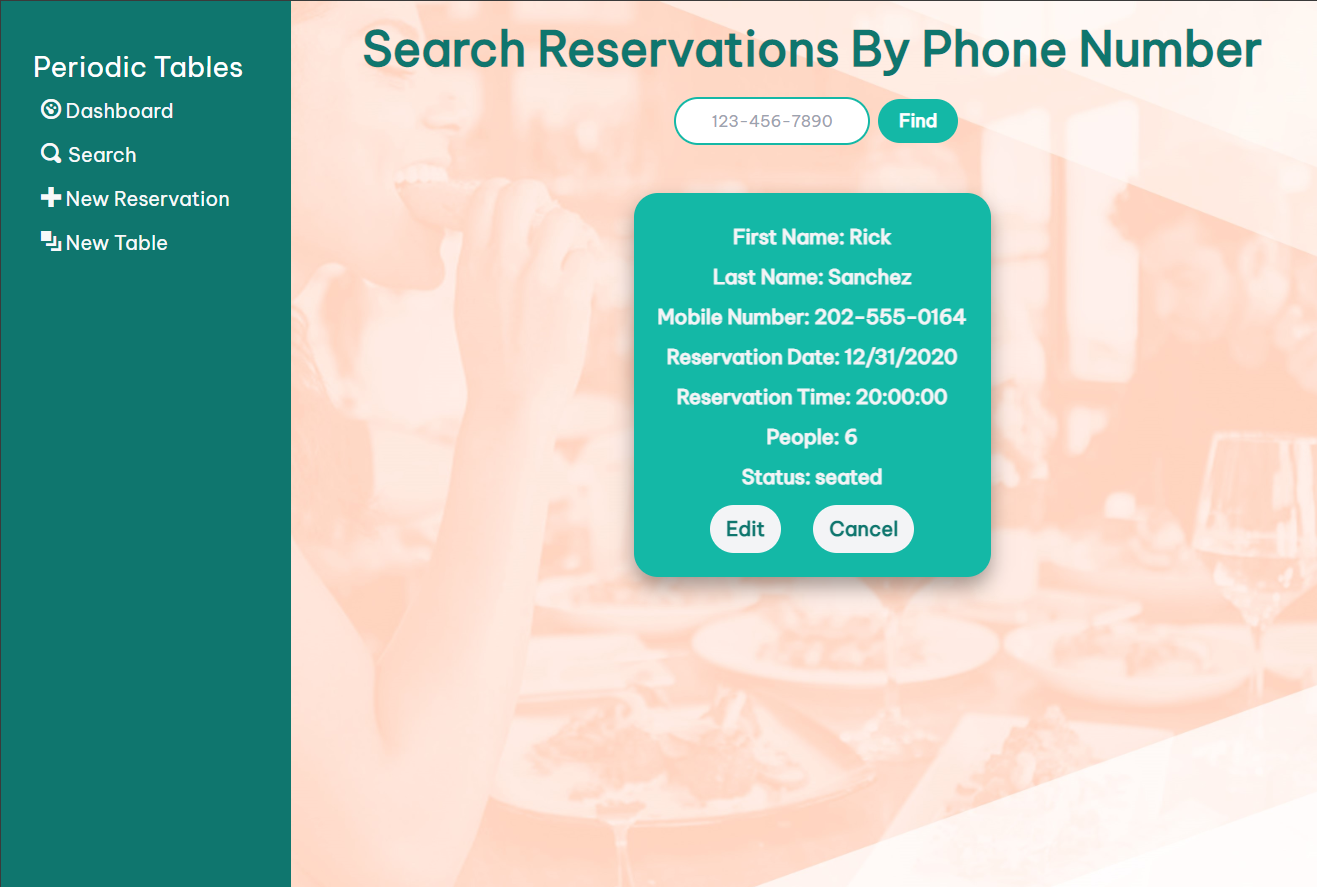 Periodic Tables
Dashboard
Search
New Reservation
New Table
Search Reservations By Phone Number
123-456-7890
Find
First Name: Rick
Last Name: Sanchez
Mobile Number: 202-555-0164
Reservation Date: 12/31/2020
Reservation Time: 20:00:00
People: 6
Status: seated
Edit
Cancel